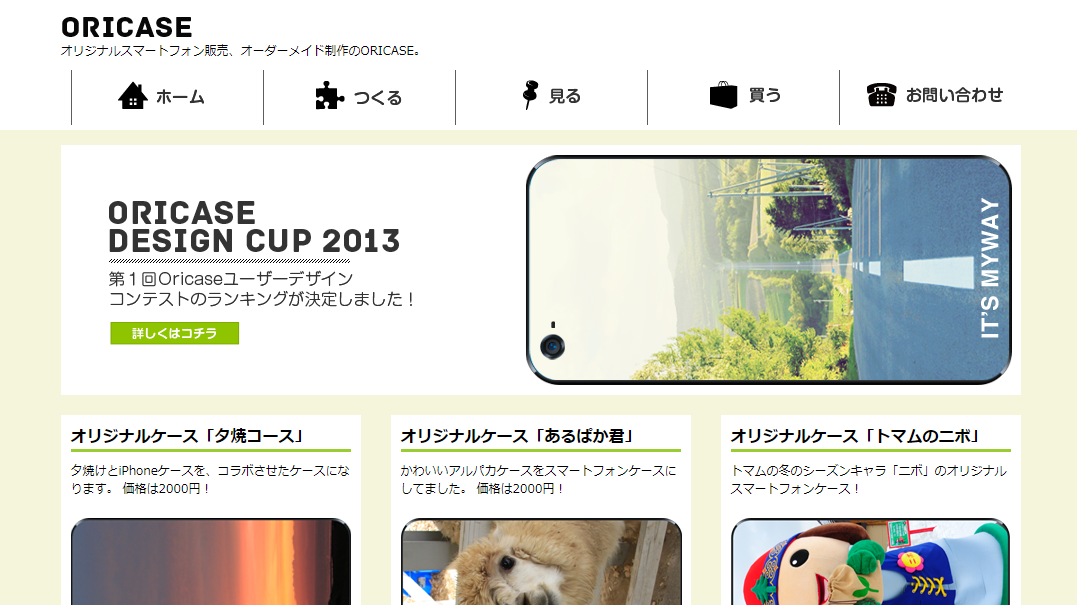 ORICASE
オリジナルスマートフォン販売、オーダーメイド制作のORICASE。
ホーム
つくる
見る
買う
お問い合わせ
ORICASE
DESIGN CUP 2013
第１回Oricaseユーザーデザイン
コンテストのランキングが決定しました！
詳しくはコチラ
IT'S MYWAY
オリジナルケース「夕焼コース」
夕焼けとiPhoneケースを、コラボさせたケースにな
ります。 価格は2000円！
オリジナルケース「あるぱか君」
かわいいアルパカケースをスマートフォンケースに
してました。 価格は2000円！
オリジナルケース「トマムのニポ」
トマムの冬のシーズンキャラ「ニポ」のオリジナル
スマートフォンケース！